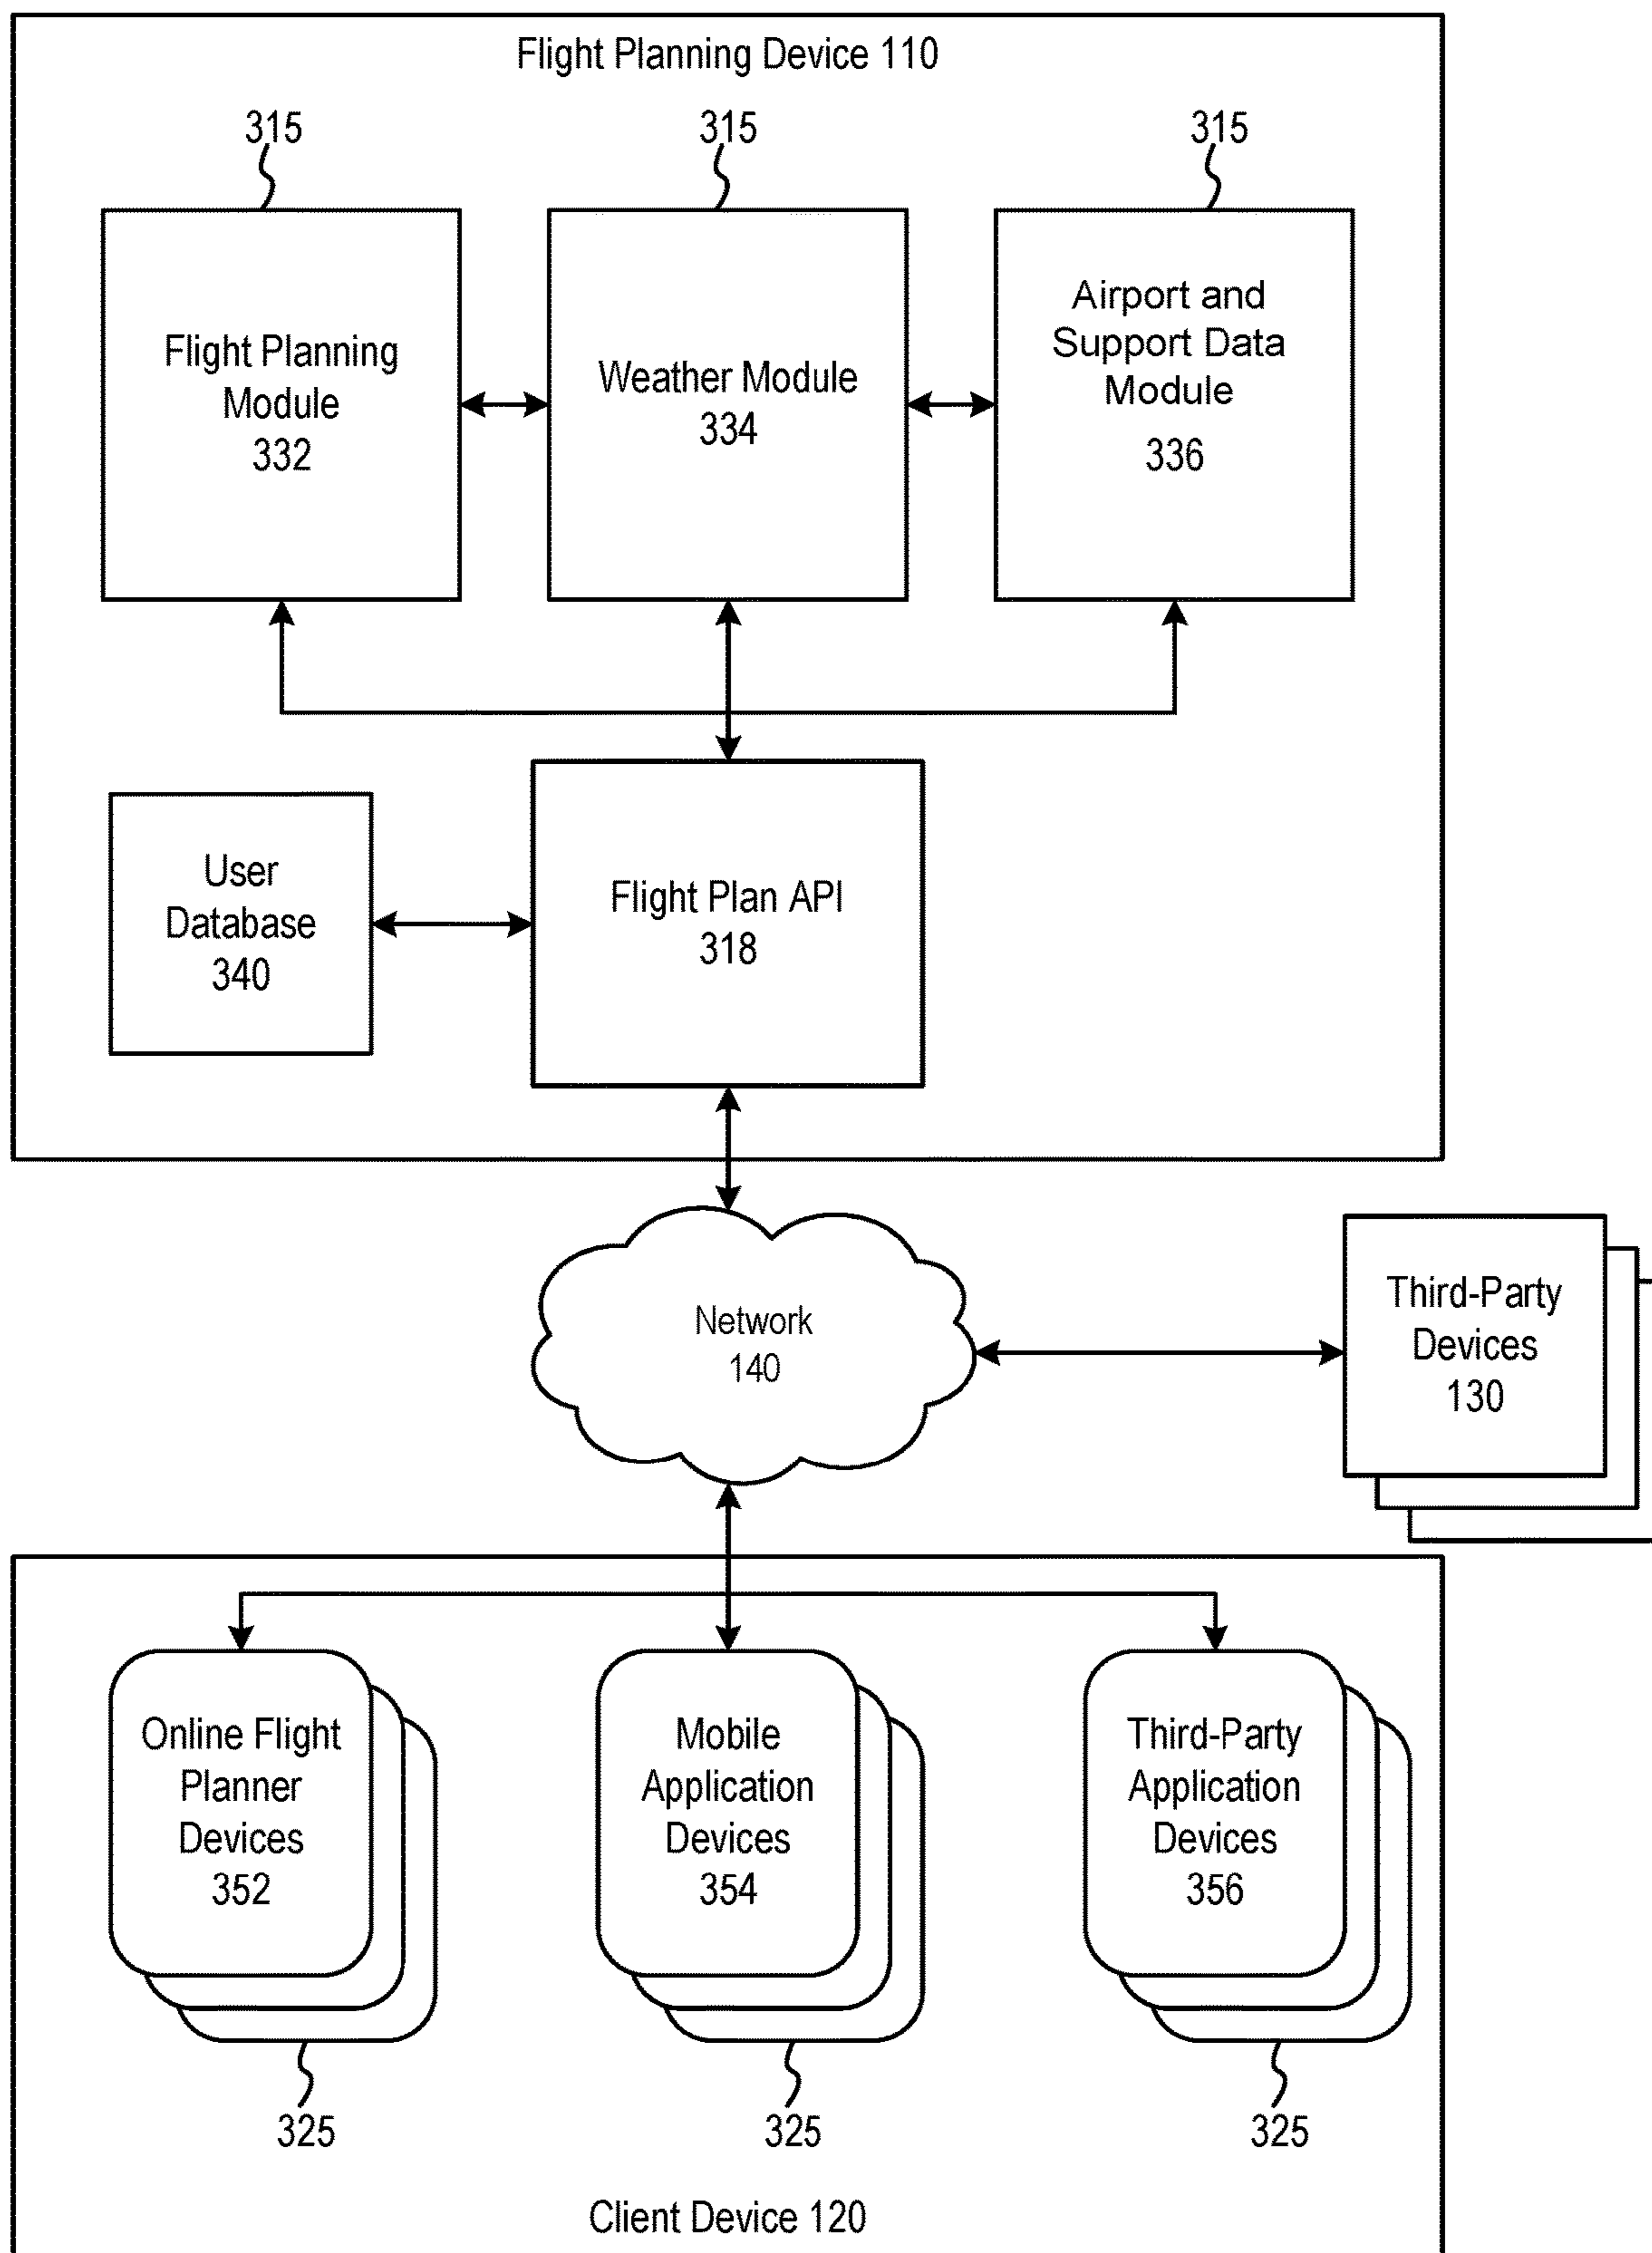 Flight Planning Device 110
315
315
315
Flight Planning
Module
332
Weather Module
334
Airport and
Support Data
Module
336
User
Database
340
Flight Plan API
318
Network
140
Third-Party
Devices
130
Online Flight
Planner
Devices
352
Mobile
Application
Devices
354
Third-Party
Application
Devices
356
325
325
325
Client Device 120